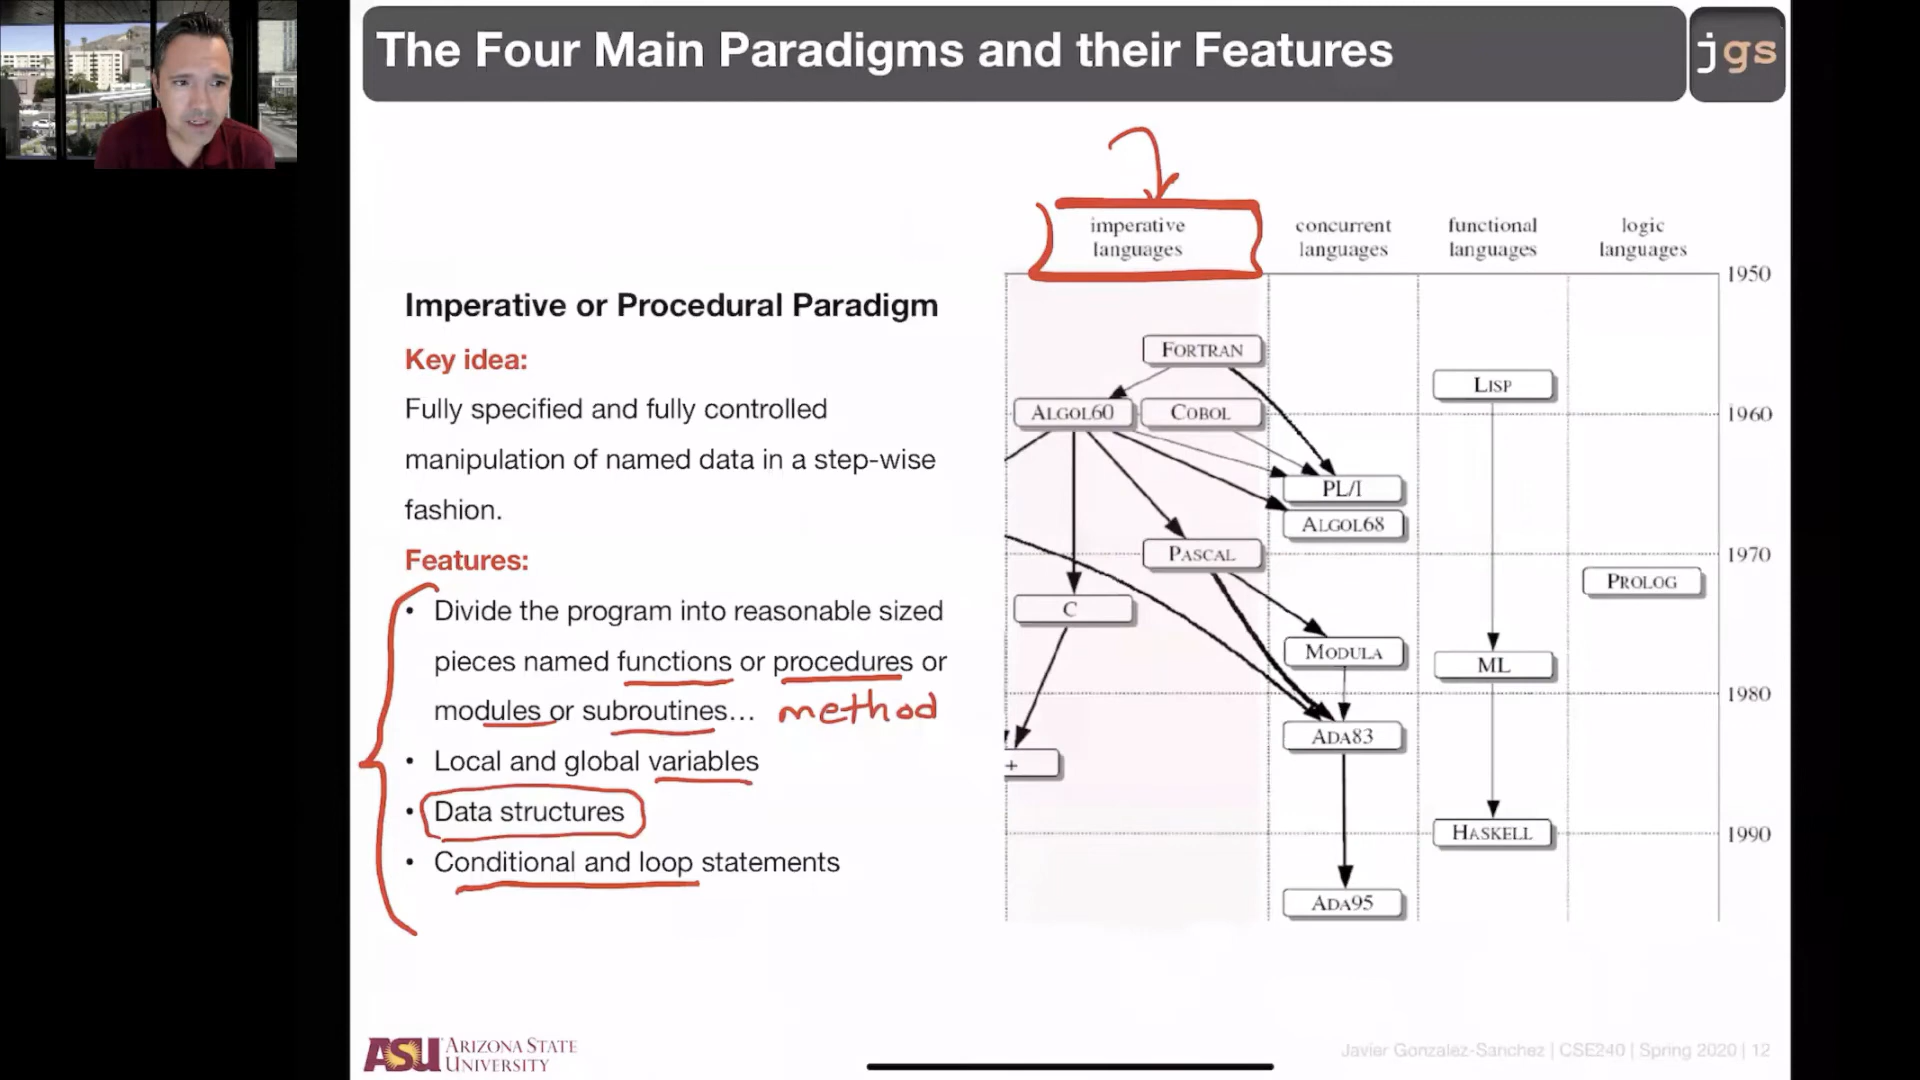 The Four Main Paradigms and their Features
jgs
Imperative or Procedural Paradigm
Key idea:
Fully specified and fully controlled
manipulation of named data in a step-wise
fashion.
Features:
• Divide the program into reasonable sized
pieces named functions or procedures or
modules or subroutines... method
• Local and global variables
• Data structures
• Conditional and loop statements
imperative
languages
concurrent
languages
functional
languages
logic
languages
1950
FORTRAN
LISP
ALGOL60
COBOL
1960
PL/I
ALGOL68
PASCAL
1970
PROLOG
C
MODULA
ML
1980
ADA83
+
HASKELL
1990
ADA95
ASU ARIZONA STATE
UNIVERSITY
Javier Gonzalez-Sanchez | CSE240 | Spring 2020 | 12